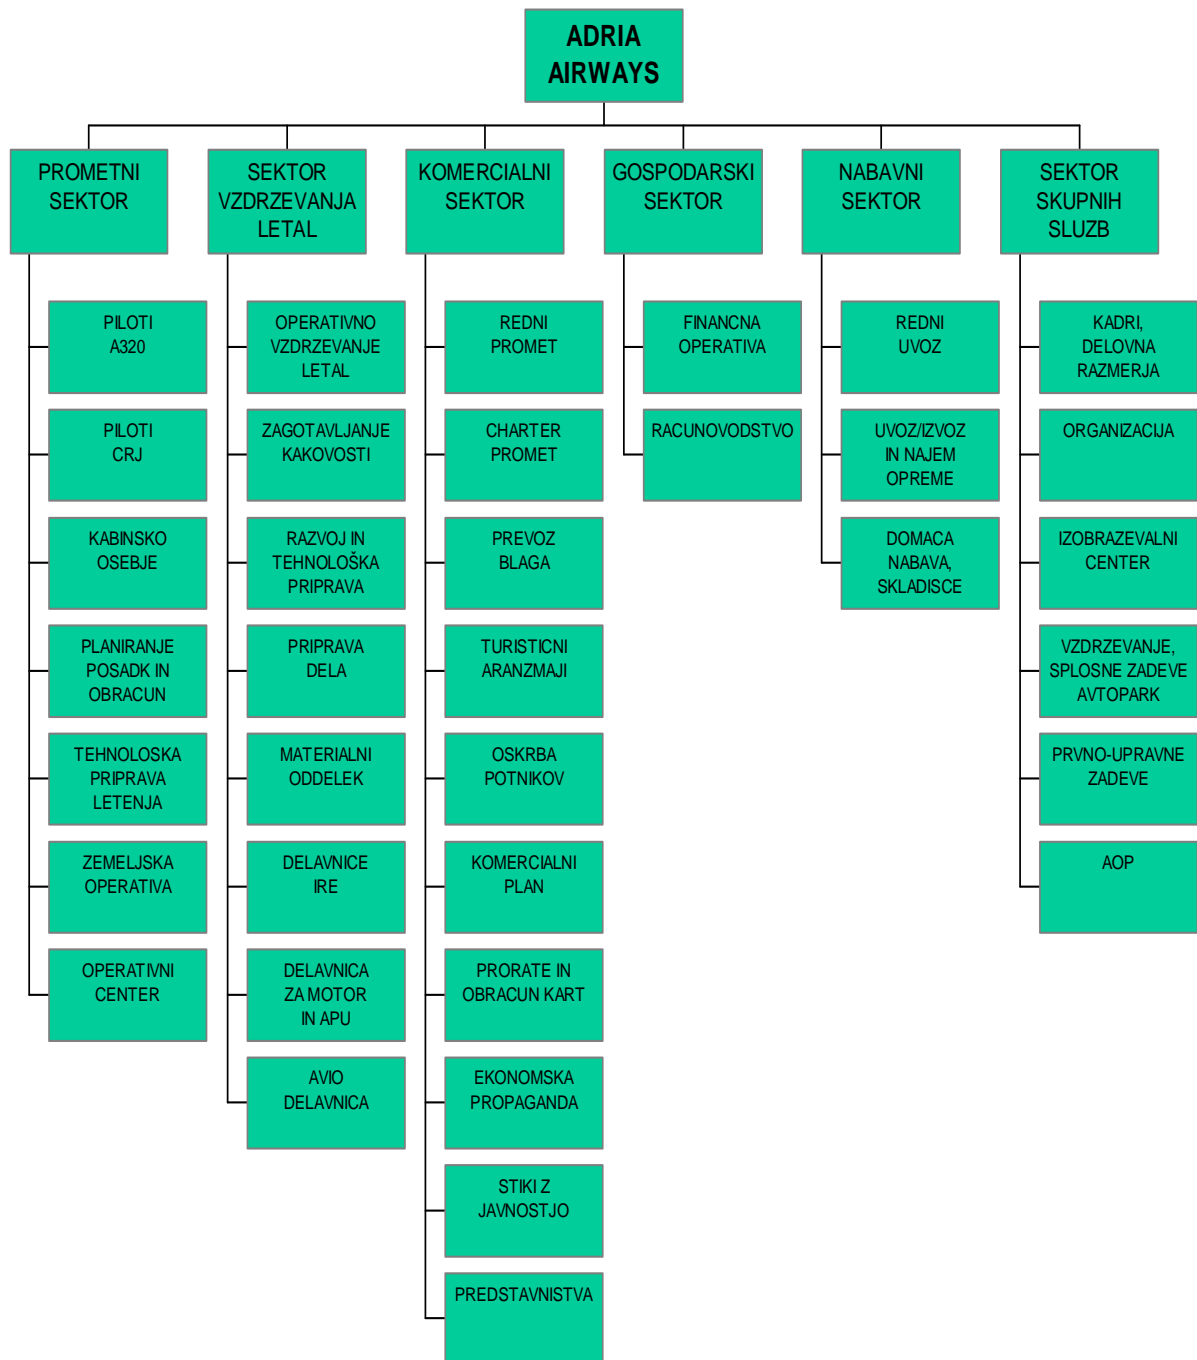 ADRIA
AIRWAYS
PROMETNI
SEKTOR
SEKTOR
VZDRZEVANJA
LETAL
KOMERCIALNI
SEKTOR
GOSPODARSKI
SEKTOR
NABAVNI
SEKTOR
SEKTOR
SKUPNIH
SLUZB
PILOTI
A320
PILOTI
CRJ
KABINSKO
OSEBJE
PLANIRANJE
POSADK IN
OBRACUN
TEHNOLOSKA
PRIPRAVA
LETENJA
ZEMELJSKA
OPERATIVA
OPERATIVNI
CENTER
OPERATIVNO
VZDRZEVANJE
LETAL
ZAGOTAVLJANJE
KAKOVOSTI
RAZVOJ IN
TEHNOLOŠKA
PRIPRAVA
PRIPRAVA
DELA
MATERIALNI
ODDELEK
DELAVNICE
IRE
DELAVNICA
ZA MOTOR
IN APU
AVIO
DELAVNICA
REDNI
PROMET
CHARTER
PROMET
PREVOZ
BLAGA
TURISTICNI
ARANZMAJI
OSKRBA
POTNIKOV
KOMERCIALNI
PLAN
PRORATE IN
OBRACUN KART
EKONOMSKA
PROPAGANDA
STIKI Z
JAVNOSTJO
PREDSTAVNISTVA
FINANCNA
OPERATIVA
RACUNOVODSTVO
REDNI
UVOZ
UVOZ/IZVOZ
IN NAJEM
OPREME
DOMACA
NABAVA,
SKLADISCE
KADRI,
DELOVNA
RAZMERJA
ORGANIZACIJA
IZOBRAZEVALNI
CENTER
VZDRZEVANJE,
SPLOSNE ZADEVE
AVTOPARK
PRVNO-UPRAVNE
ZADEVE
AOP